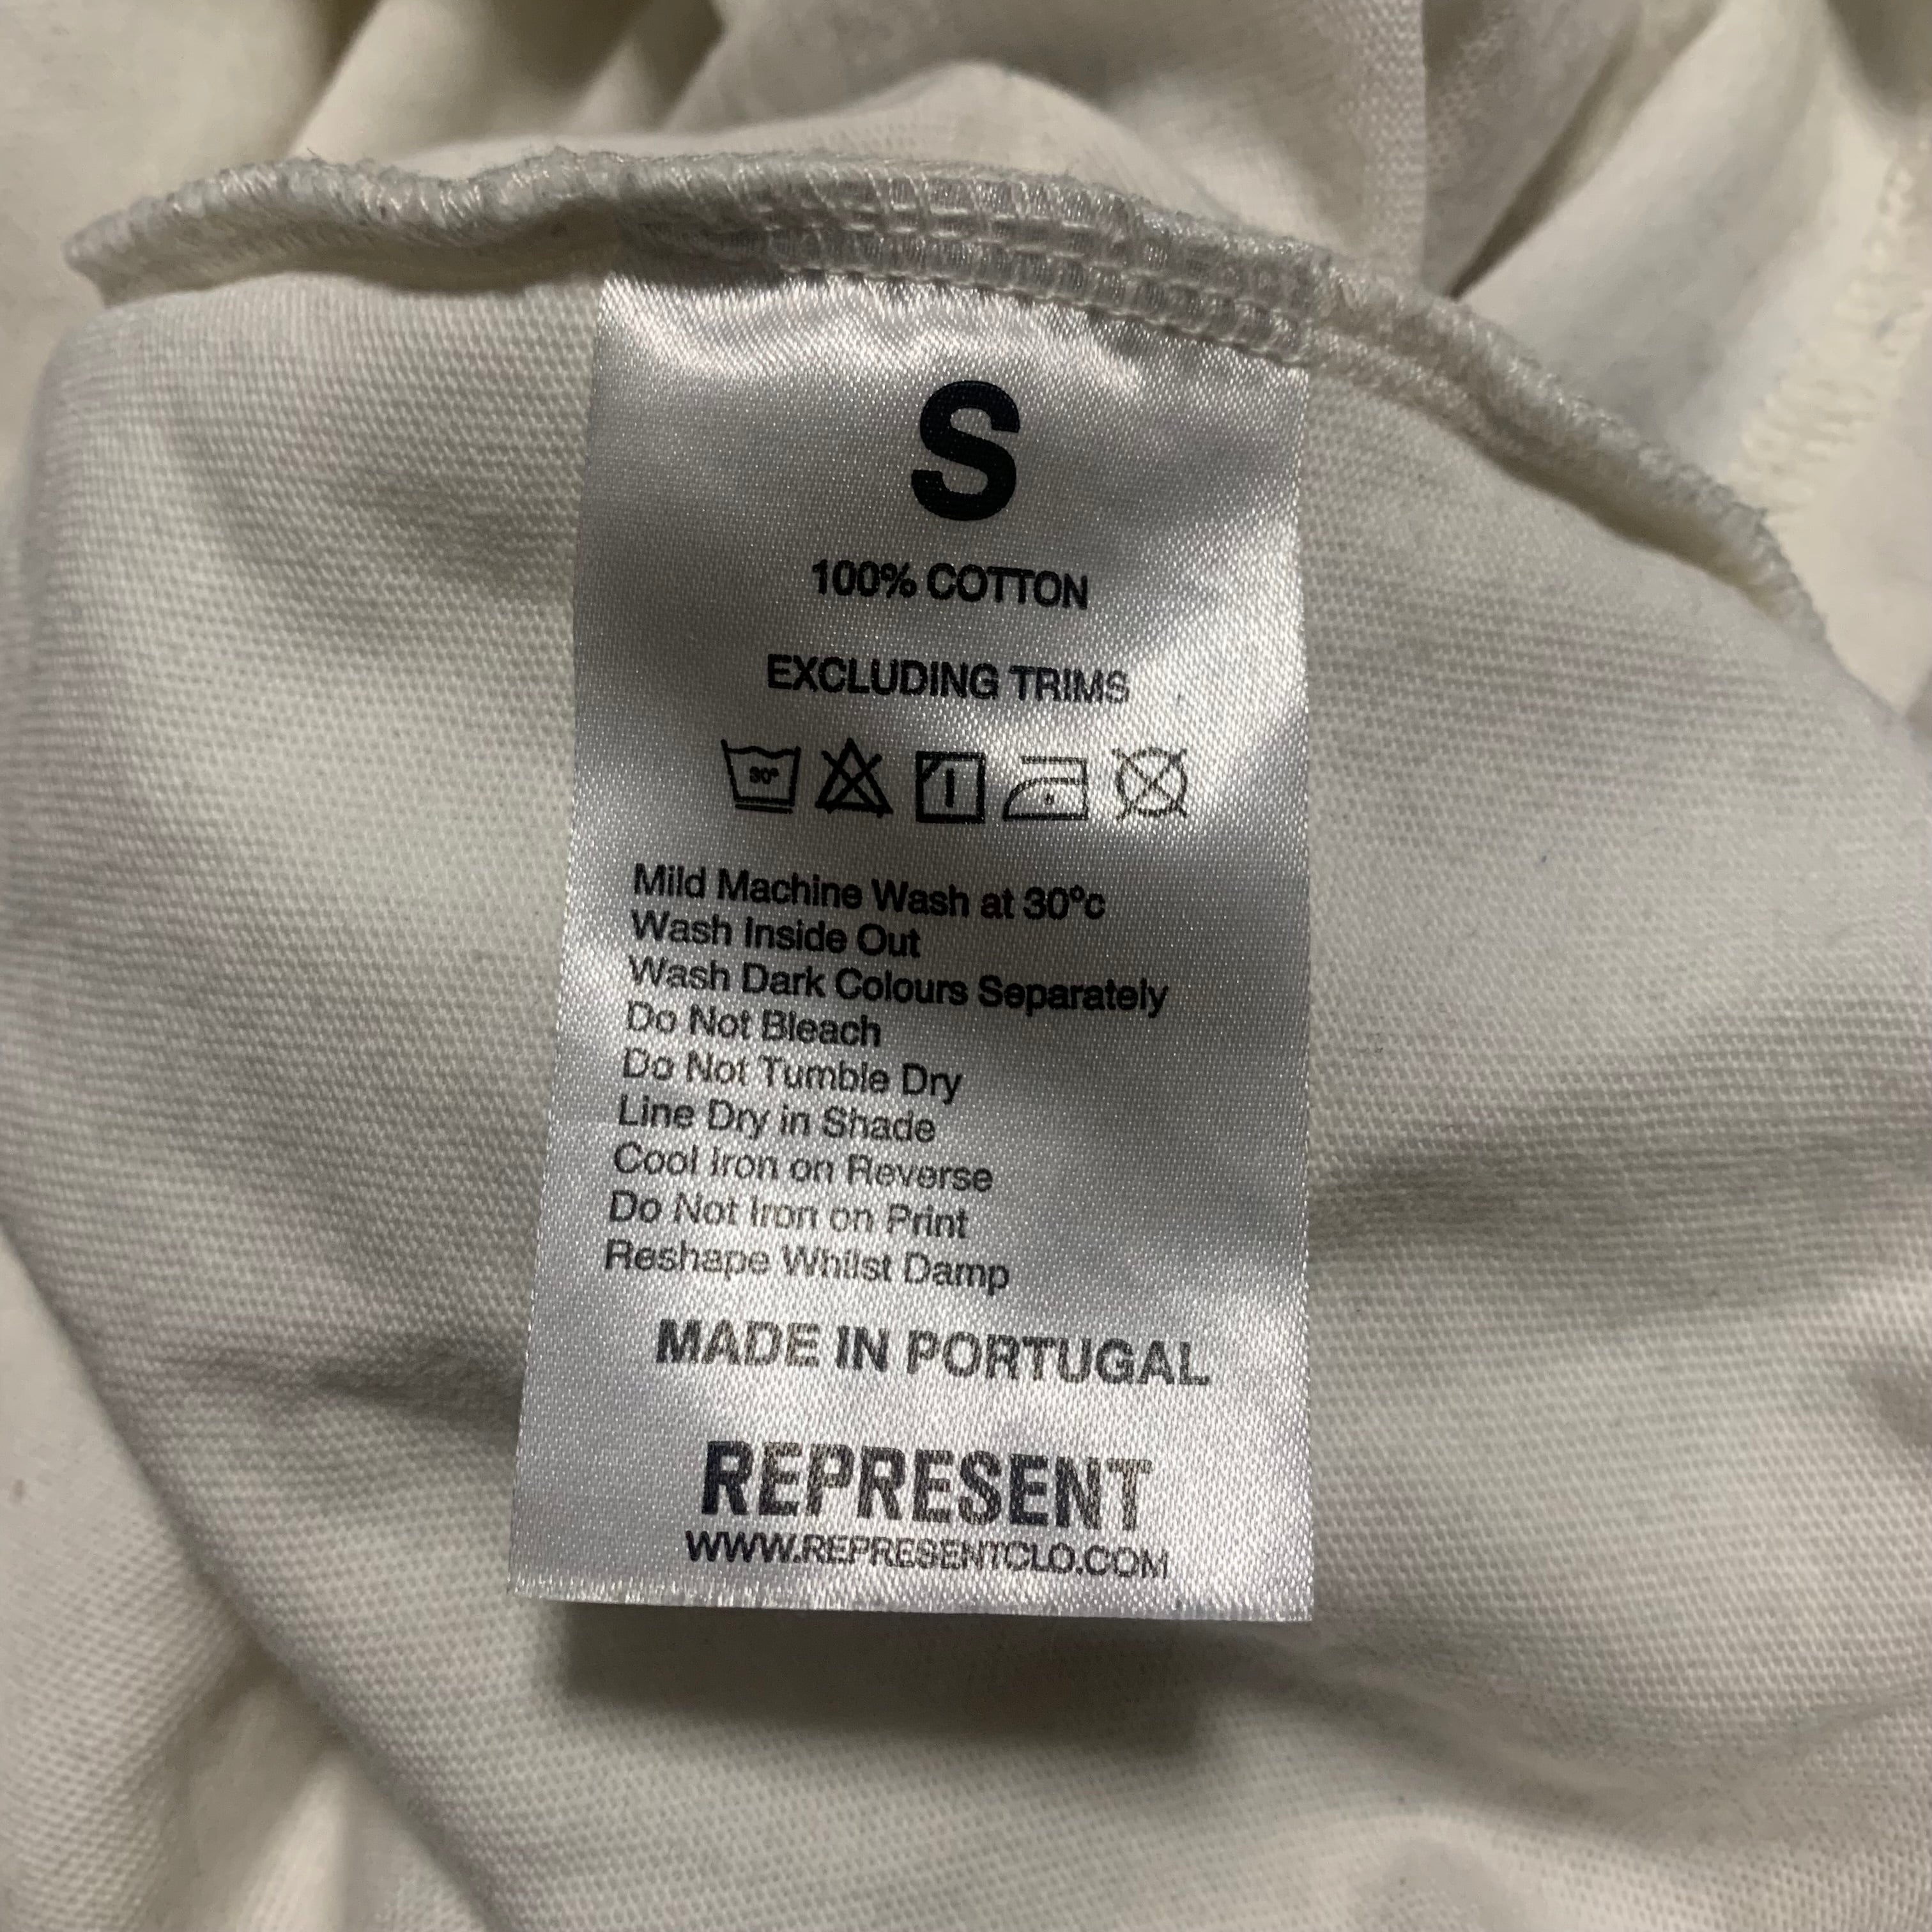 S
100% COTTON
EXCLUDING TRIMS
30°
Mild Machine Wash at 30ºc
Wash Inside Out
Wash Dark Colours Separately
Do Not Bleach
Do Not Tumble Dry
Line Dry in Shade
Cool Iron on Reverse
Do Not Iron on Print
Reshape Whilst Damp
MADE IN PORTUGAL
REPRESENT
WWW.REPRESENTCLO.COM